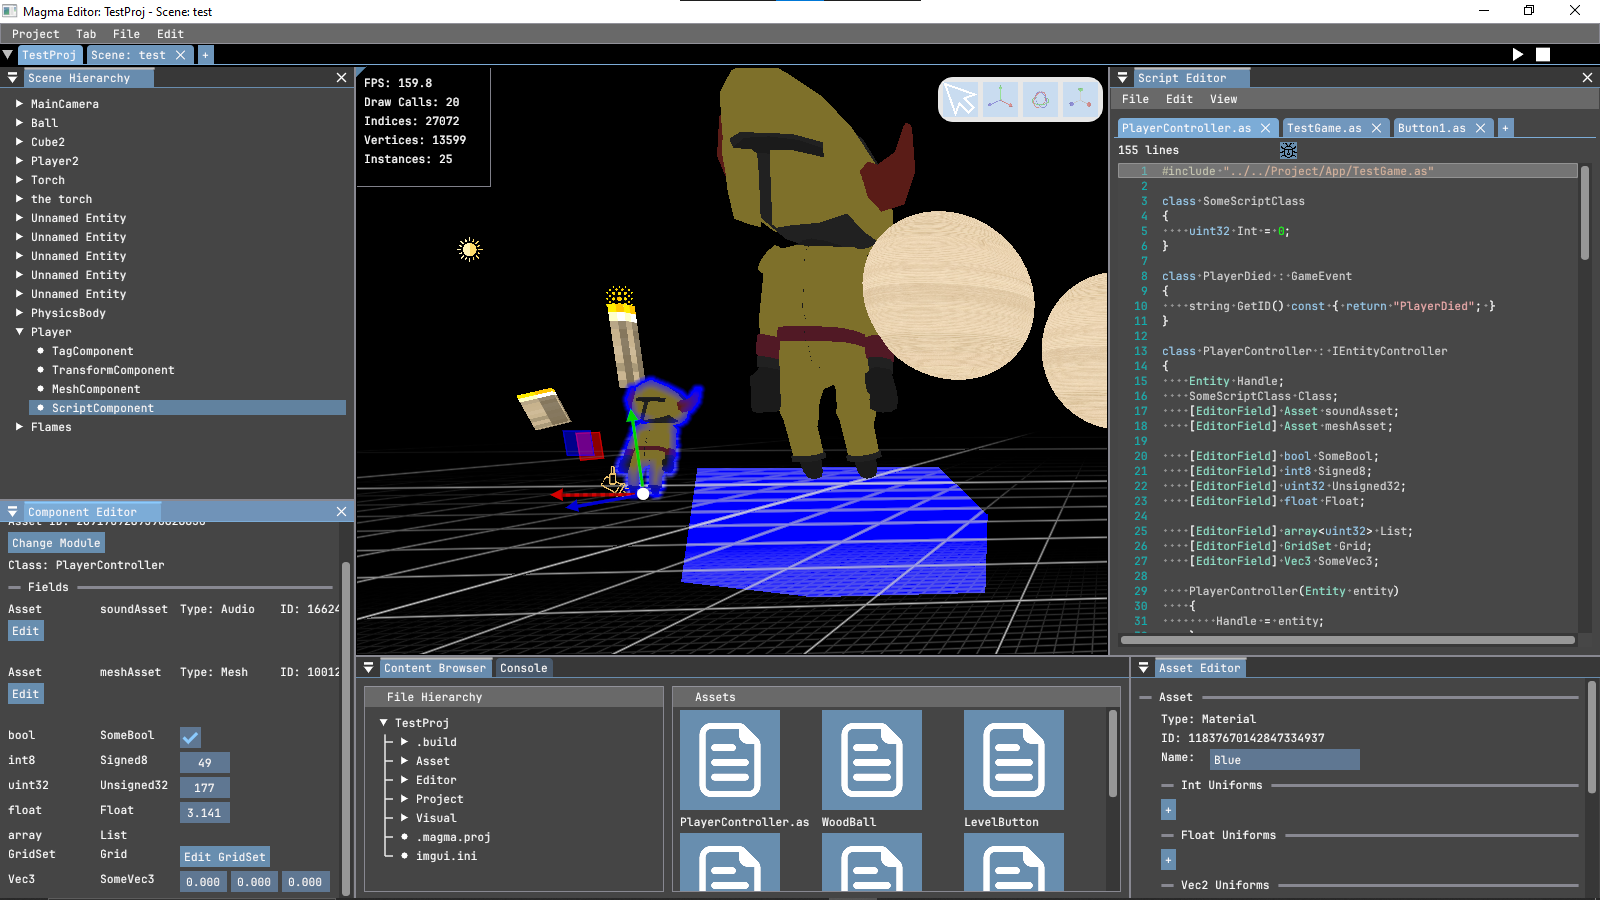 Magma Editor: TestProj - Scene: test
Project Tab File Edit
TestProj Scene: test +
Scene Hierarchy
MainCamera
Ball
Cube2
Player2
Torch
the torch
Unnamed Entity
Unnamed Entity
Unnamed Entity
Unnamed Entity
Unnamed Entity
PhysicsBody
Player
TagComponent
TransformComponent
MeshComponent
ScriptComponent
Flames
Component Editor
Change Module
Class: PlayerController
Fields
Asset soundAsset Type: Audio ID: 16624
Edit
Asset meshAsset Type: Mesh ID: 10012
Edit
bool SomeBool
int8 Signed8 49
uint32 Unsigned32 177
float Float 3.141
array List
GridSet Grid Edit GridSet
Vec3 SomeVec3 0.000 0.000 0.000
FPS: 159.8
Draw Calls: 20
Indices: 27072
Vertices: 13599
Instances: 25
Content Browser Console
File Hierarchy
TestProj
.build
Asset
Editor
Project
Visual
.magma.proj
imgui.ini
Assets
PlayerController.as WoodBall LevelButton
Script Editor
File Edit View
PlayerController.as TestGame.as Button1.as +
155 lines
1 #include "../../Project/App/TestGame.as"
2
3 class SomeScriptClass
4 {
5 uint32 Int = 0;
6 }
7
8 class PlayerDied : GameEvent
9 {
10 string GetID() const { return "PlayerDied"; }
11 }
12
13 class PlayerController : IEntityController
14 {
15 Entity Handle;
16 SomeScriptClass Class;
17 [EditorField] Asset soundAsset;
18 [EditorField] Asset meshAsset;
19
20 [EditorField] bool SomeBool;
21 [EditorField] int8 Signed8;
22 [EditorField] uint32 Unsigned32;
23 [EditorField] float Float;
24
25 [EditorField] array<uint32> List;
26 [EditorField] GridSet Grid;
27 [EditorField] Vec3 SomeVec3;
28
29 PlayerController(Entity entity)
30 {
31 Handle = entity;
Asset Editor
Asset
Type: Material
ID: 11837670142847334937
Name: Blue
Int Uniforms
+
Float Uniforms
+
Vec2 Uniforms